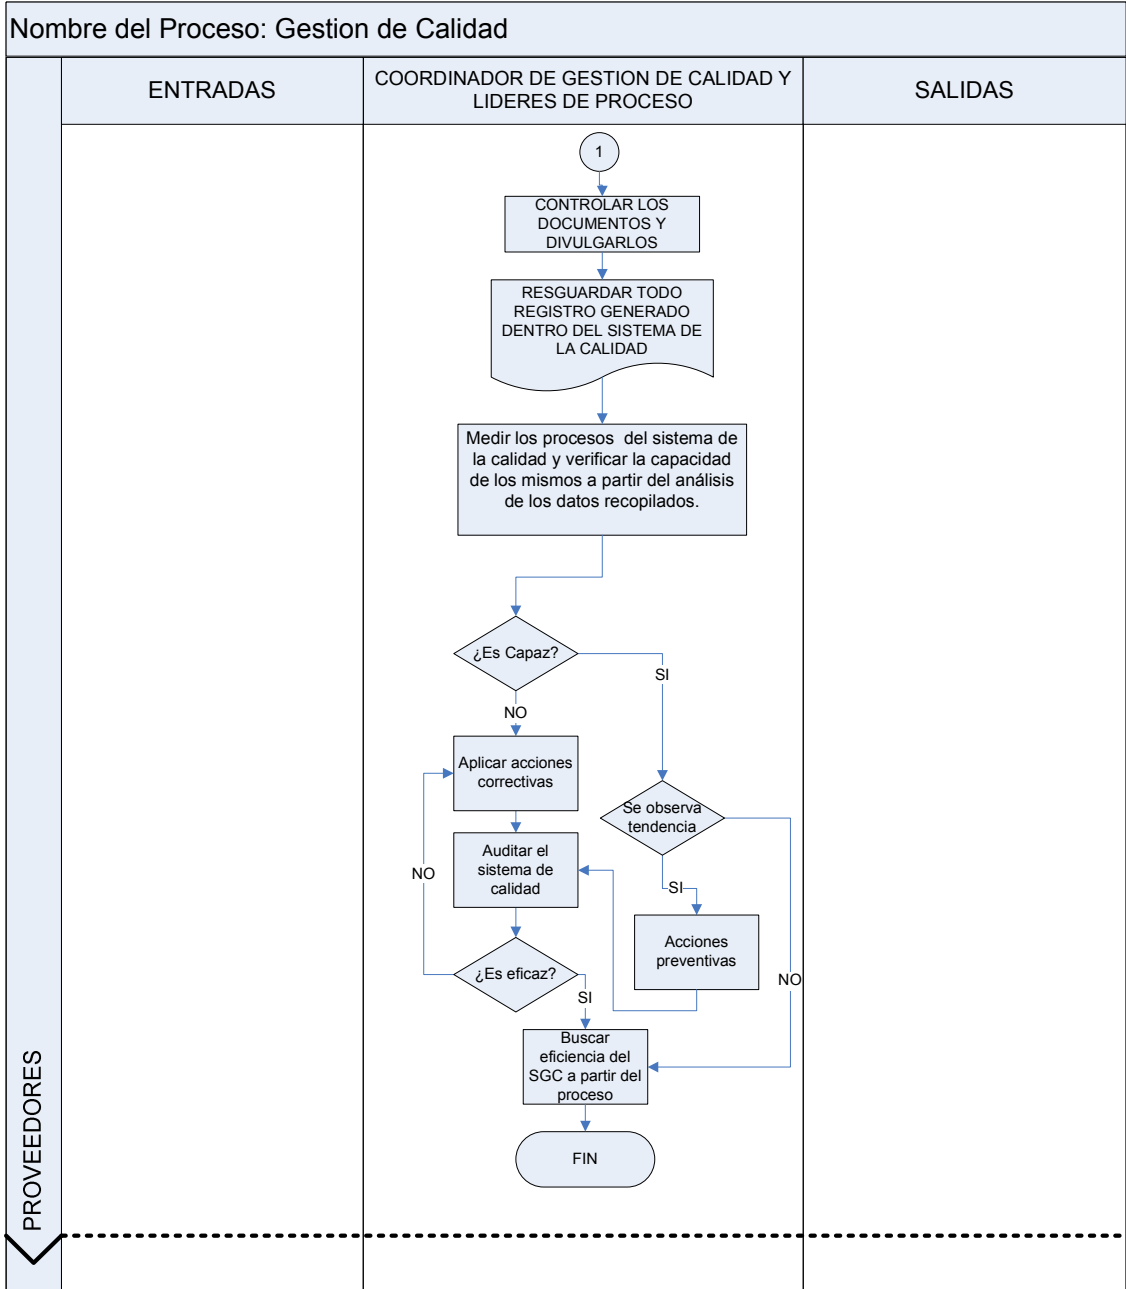 Nombre del Proceso: Gestion de Calidad
ENTRADAS
COORDINADOR DE GESTION DE CALIDAD Y
LIDERES DE PROCESO
SALIDAS
1
CONTROLAR LOS
DOCUMENTOS Y
DIVULGARLOS
RESGUARDAR TODO
REGISTRO GENERADO
DENTRO DEL SISTEMA DE
LA CALIDAD
Medir los procesos  del sistema de
la calidad y verificar la capacidad
de los mismos a partir del análisis
de los datos recopilados.
¿Es Capaz?
SI
NO
Aplicar acciones
correctivas
Se observa
tendencia
Auditar el
sistema de
calidad
NO
SI
Acciones
preventivas
¿Es eficaz?
NO
SI
Buscar
eficiencia del
SGC a partir del
proceso
FIN
PROVEEDORES